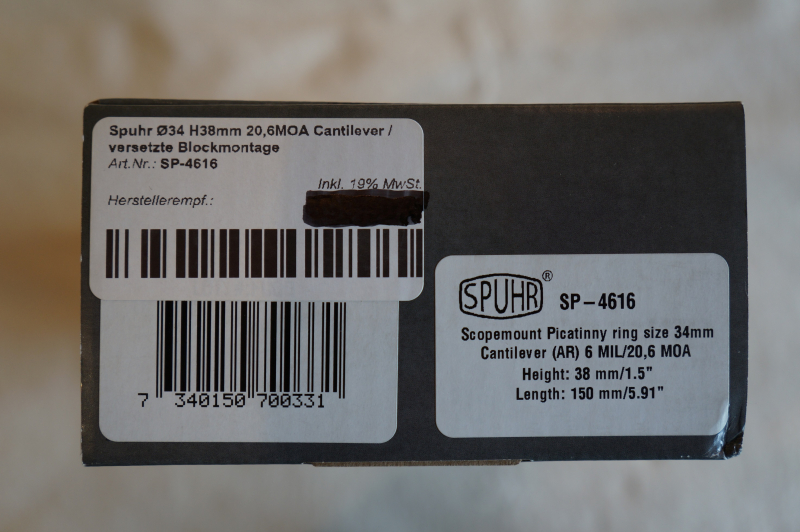 Spuhr Ø34 H38mm 20,6MOA Cantilever /
versetzte Blockmontage
Art.Nr.: SP-4616
Inkl. 19% MwSt.
Herstellerempf.:
7 340150 700331
SPUHR®
SP-4616
Scopemount Picatinny ring size 34mm
Cantilever (AR) 6 MIL/20,6 MOA
Height: 38 mm/1.5"
Length: 150 mm/5.91"